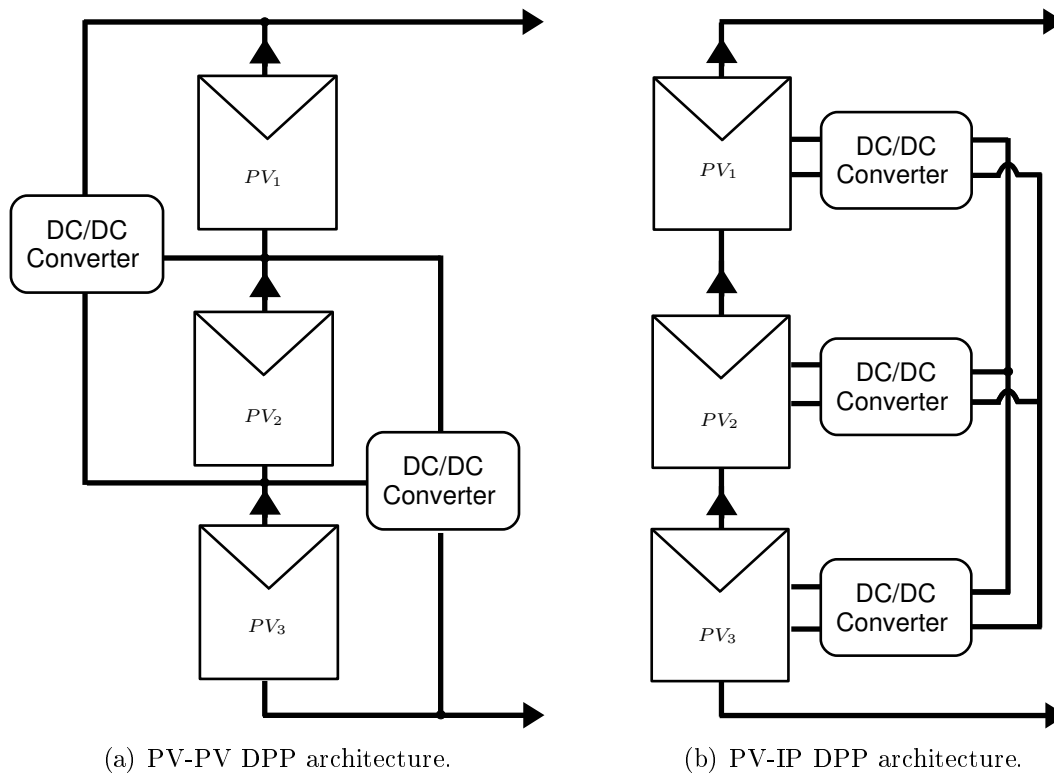 PV₁
DC/DC
Converter
PV₂
DC/DC
Converter
PV₃
(a) PV-PV DPP architecture.
PV₁
DC/DC
Converter
PV₂
DC/DC
Converter
PV₃
DC/DC
Converter
(b) PV-IP DPP architecture.